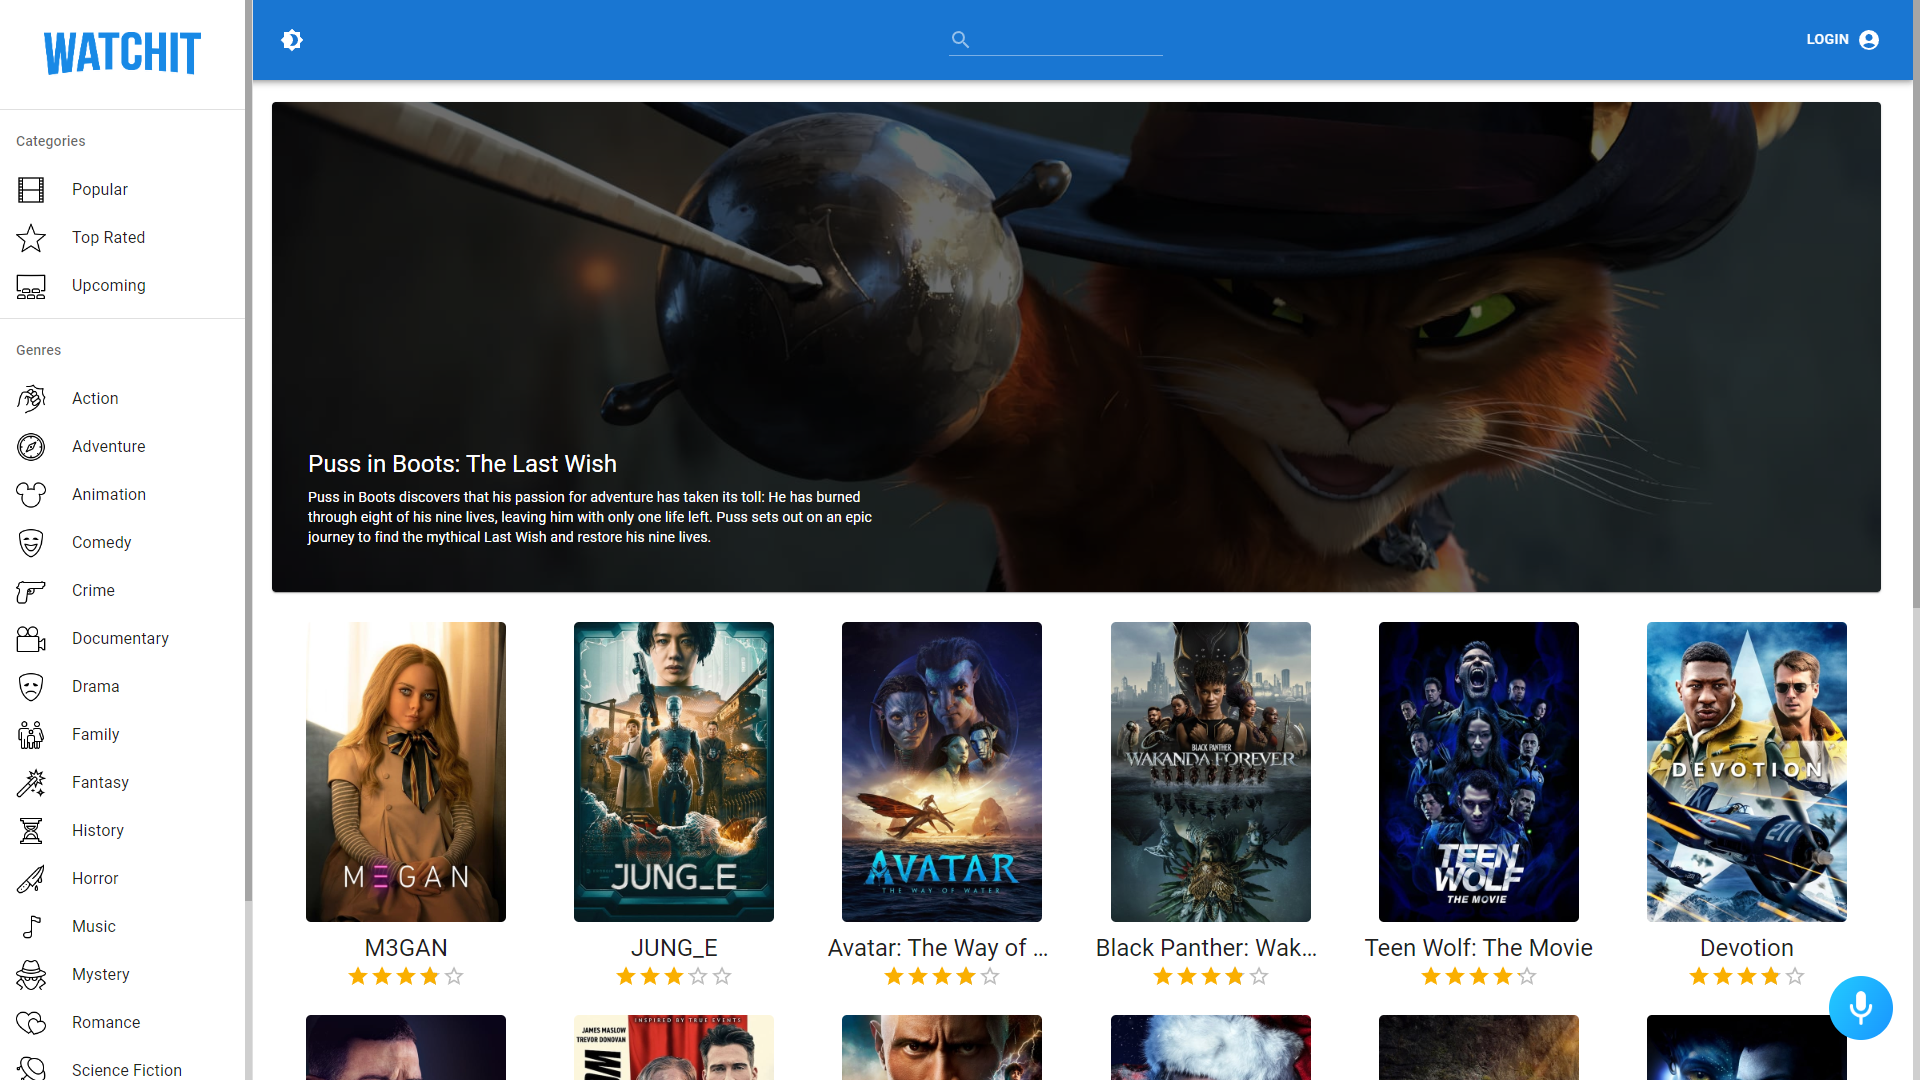 WATCHIT
LOGIN
Categories
Popular
Top Rated
Upcoming
Genres
Action
Adventure
Animation
Comedy
Crime
Documentary
Drama
Family
Fantasy
History
Horror
Music
Mystery
Romance
Science Fiction
Puss in Boots: The Last Wish
Puss in Boots discovers that his passion for adventure has taken its toll: He has burned
through eight of his nine lives, leaving him with only one life left. Puss sets out on an epic
journey to find the mythical Last Wish and restore his nine lives.
M3GAN
JUNG_E
AVATAR
THE WAY OF WATER
BLACK PANTHER
WAKANDA FOREVER
TEEN
WOLF
THE MOVIE
DEVOTION
M3GAN
JUNG_E
Avatar: The Way of ...
Black Panther: Wak...
Teen Wolf: The Movie
Devotion
INSPIRED BY TRUE EVENTS
JAMES MASLOW
TREVOR DONOVAN